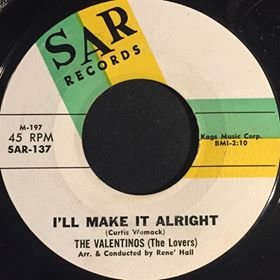 SAR
RECORDS
M-197
45 RPM
SAR-137
Kags Music Corp.
BMI-2:10
I'LL MAKE IT ALRIGHT
(Curtis Womack)
THE VALENTINOS (The Lovers)
Arr. & Conducted by Rene' Hall